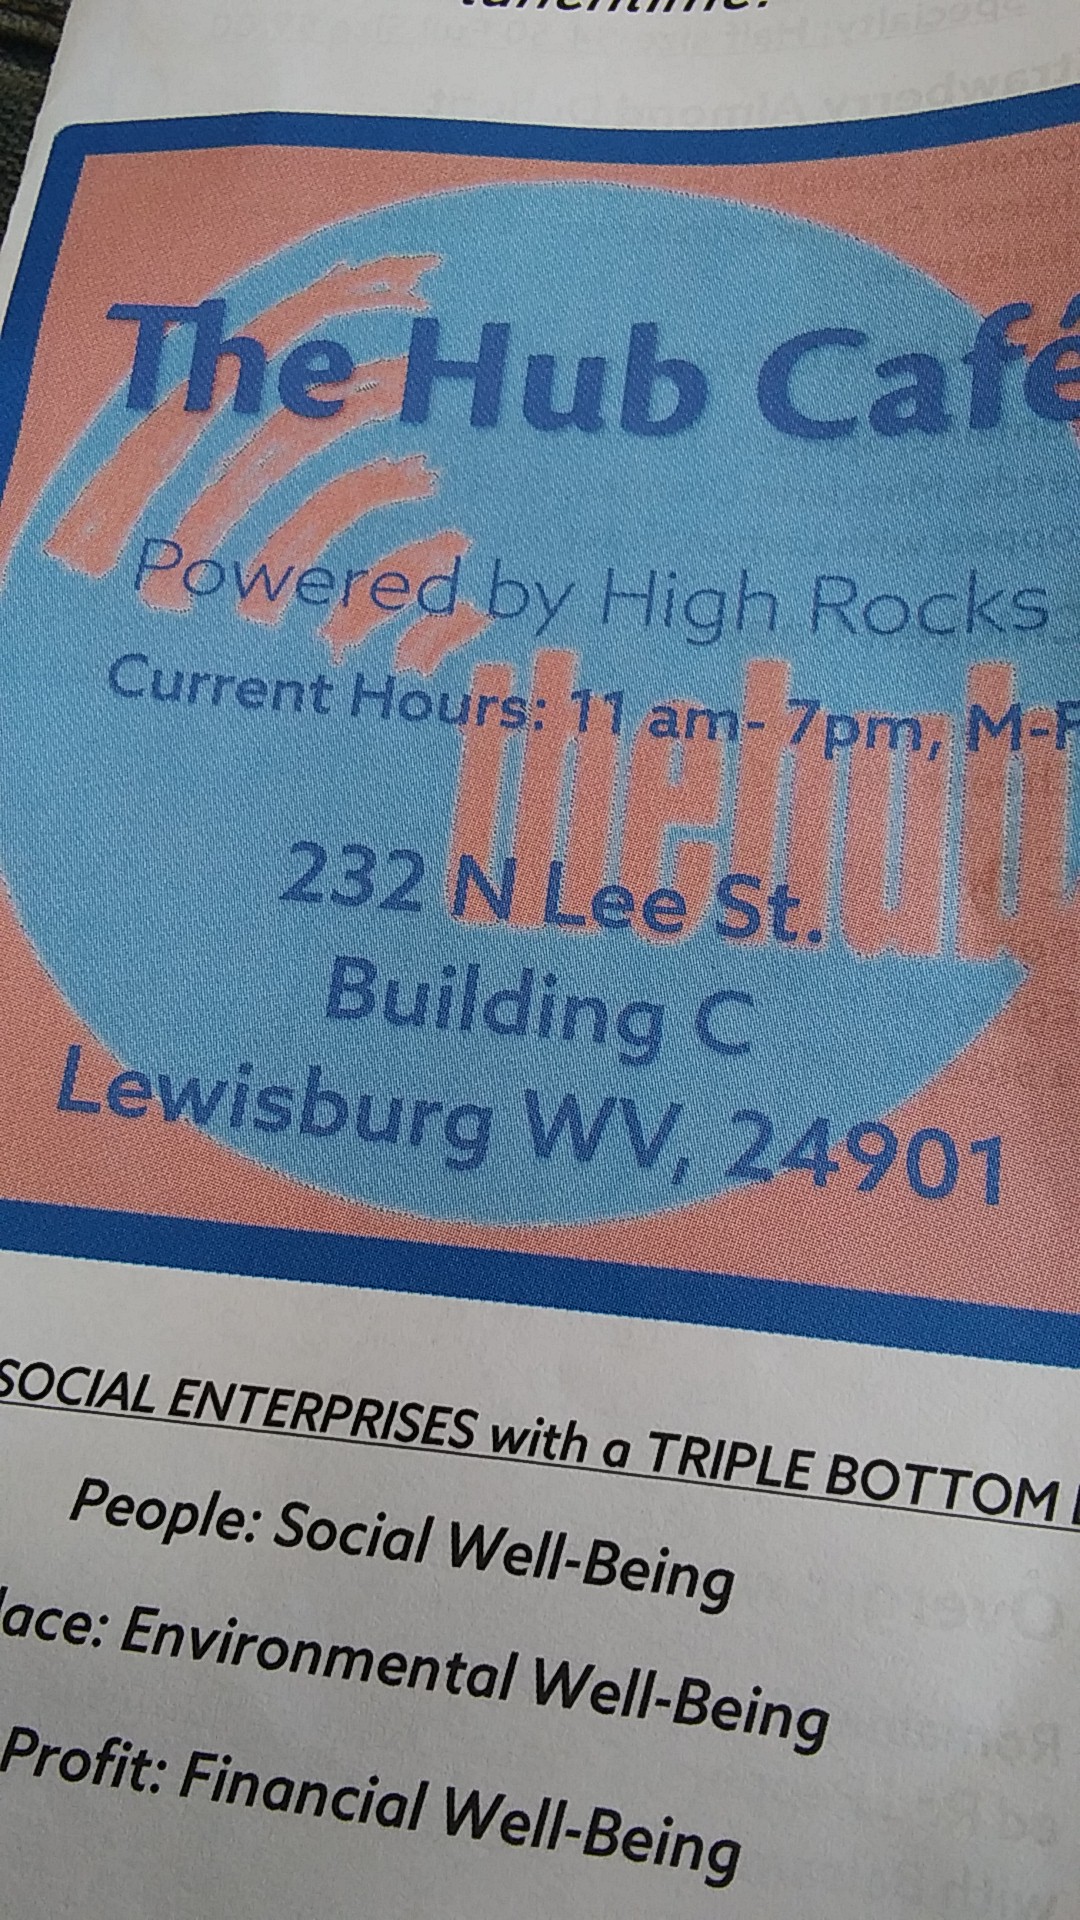 The Hub Café
Powered by High Rocks
Current Hours: 11 am- 7pm, M-F
thehub
232 N Lee St.
Building C
Lewisburg WV, 24901
SOCIAL ENTERPRISES with a TRIPLE BOTTOM
People: Social Well-Being
lace: Environmental Well-Being
Profit: Financial Well-Being